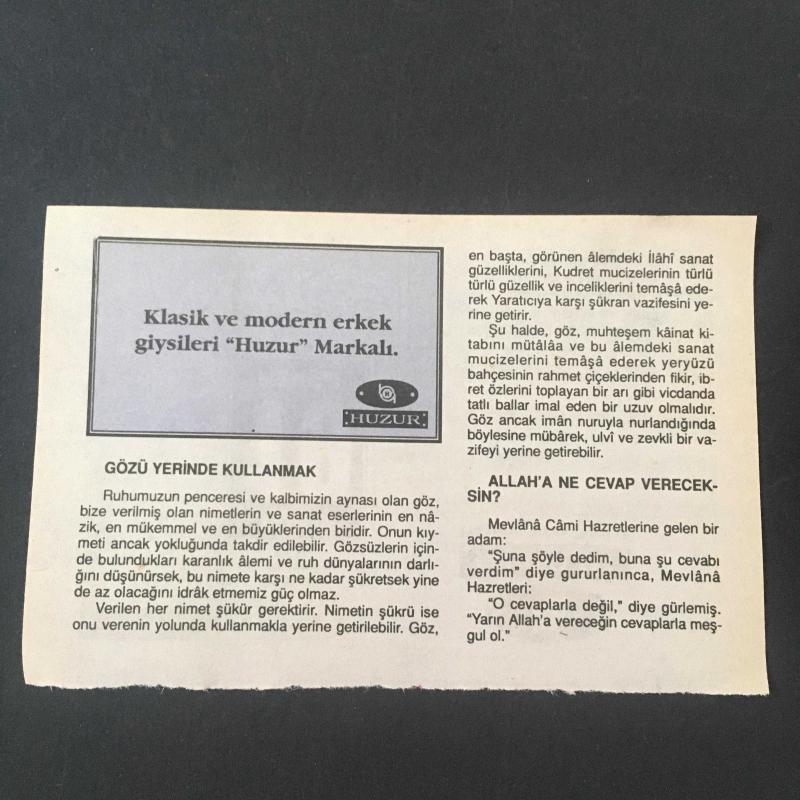 Klasik ve modern erkek
giysileri “Huzur” Markalı.
HUZUR
GÖZÜ YERİNDE KULLANMAK
Ruhumuzun penceresi ve kalbimizin aynası olan göz,
bize verilmiş olan nimetlerin ve sanat eserlerinin en nâ-
zik, en mükemmel ve en büyüklerinden biridir. Onun kıy-
meti ancak yokluğunda takdir edilebilir. Gözsüzlerin için-
de bulundukları karanlık âlemi ve ruh dünyalarının darlı-
ğını düşünürsek, bu nimete karşı ne kadar şükretsek yine
de az olacağını idrâk etmemiz güç olmaz.
Verilen her nimet şükür gerektirir. Nimetin şükrü ise
onu verenin yolunda kullanmakla yerine getirilebilir. Göz,
en başta, görünen âlemdeki İlâhî sanat
güzelliklerini, Kudret mucizelerinin türlü
türlü güzellik ve inceliklerini temâşâ ede-
rek Yaratıcıya karşı şükran vazifesini ye-
rine getirir.
Şu halde, göz, muhteşem kâinat ki-
tabını mütâlâa ve bu âlemdeki sanat
mucizelerini temâşâ ederek yeryüzü
bahçesinin rahmet çiçeklerinden fikir, ib-
ret özlerini toplayan bir arı gibi vicdanda
tatlı ballar imal eden bir uzuv olmalıdır.
Göz ancak imân nuruyla nurlandığında
böylesine mübârek, ulvî ve zevkli bir va-
zifeyi yerine getirebilir.
ALLAH’A NE CEVAP VERECEK-
SİN?
Mevlânâ Câmi Hazretlerine gelen bir
adam:
“Şuna şöyle dedim, buna şu cevabı
verdim” diye gururlanınca, Mevlânâ
Hazretleri:
“O cevaplarla değil,” diye gürlemiş.
“Yarın Allah’a vereceğin cevaplarla meş-
gul ol.”